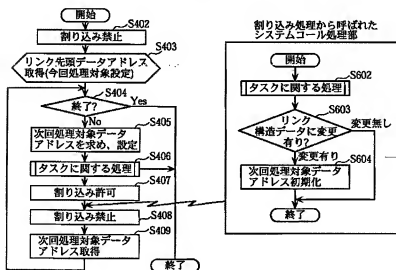 開始
S402
割り込み禁止
S403
リンク先頭データアドレス
取得(今回処理対象設定)
S404
終了?
Yes
No
S405
次回処理対象データ
アドレスを求め、設定
S406
タスクに関する処理
S407
割り込み許可
S408
割り込み禁止
S409
次回処理対象データ
アドレス取得
終了
割り込み処理から呼ばれた
システムコール処理部
開始
S602
タスクに関する処理
S603
リンク
構造データに変更
有り?
変更無し
変更有り
S604
次回処理対象データ
アドレス初期化
終了